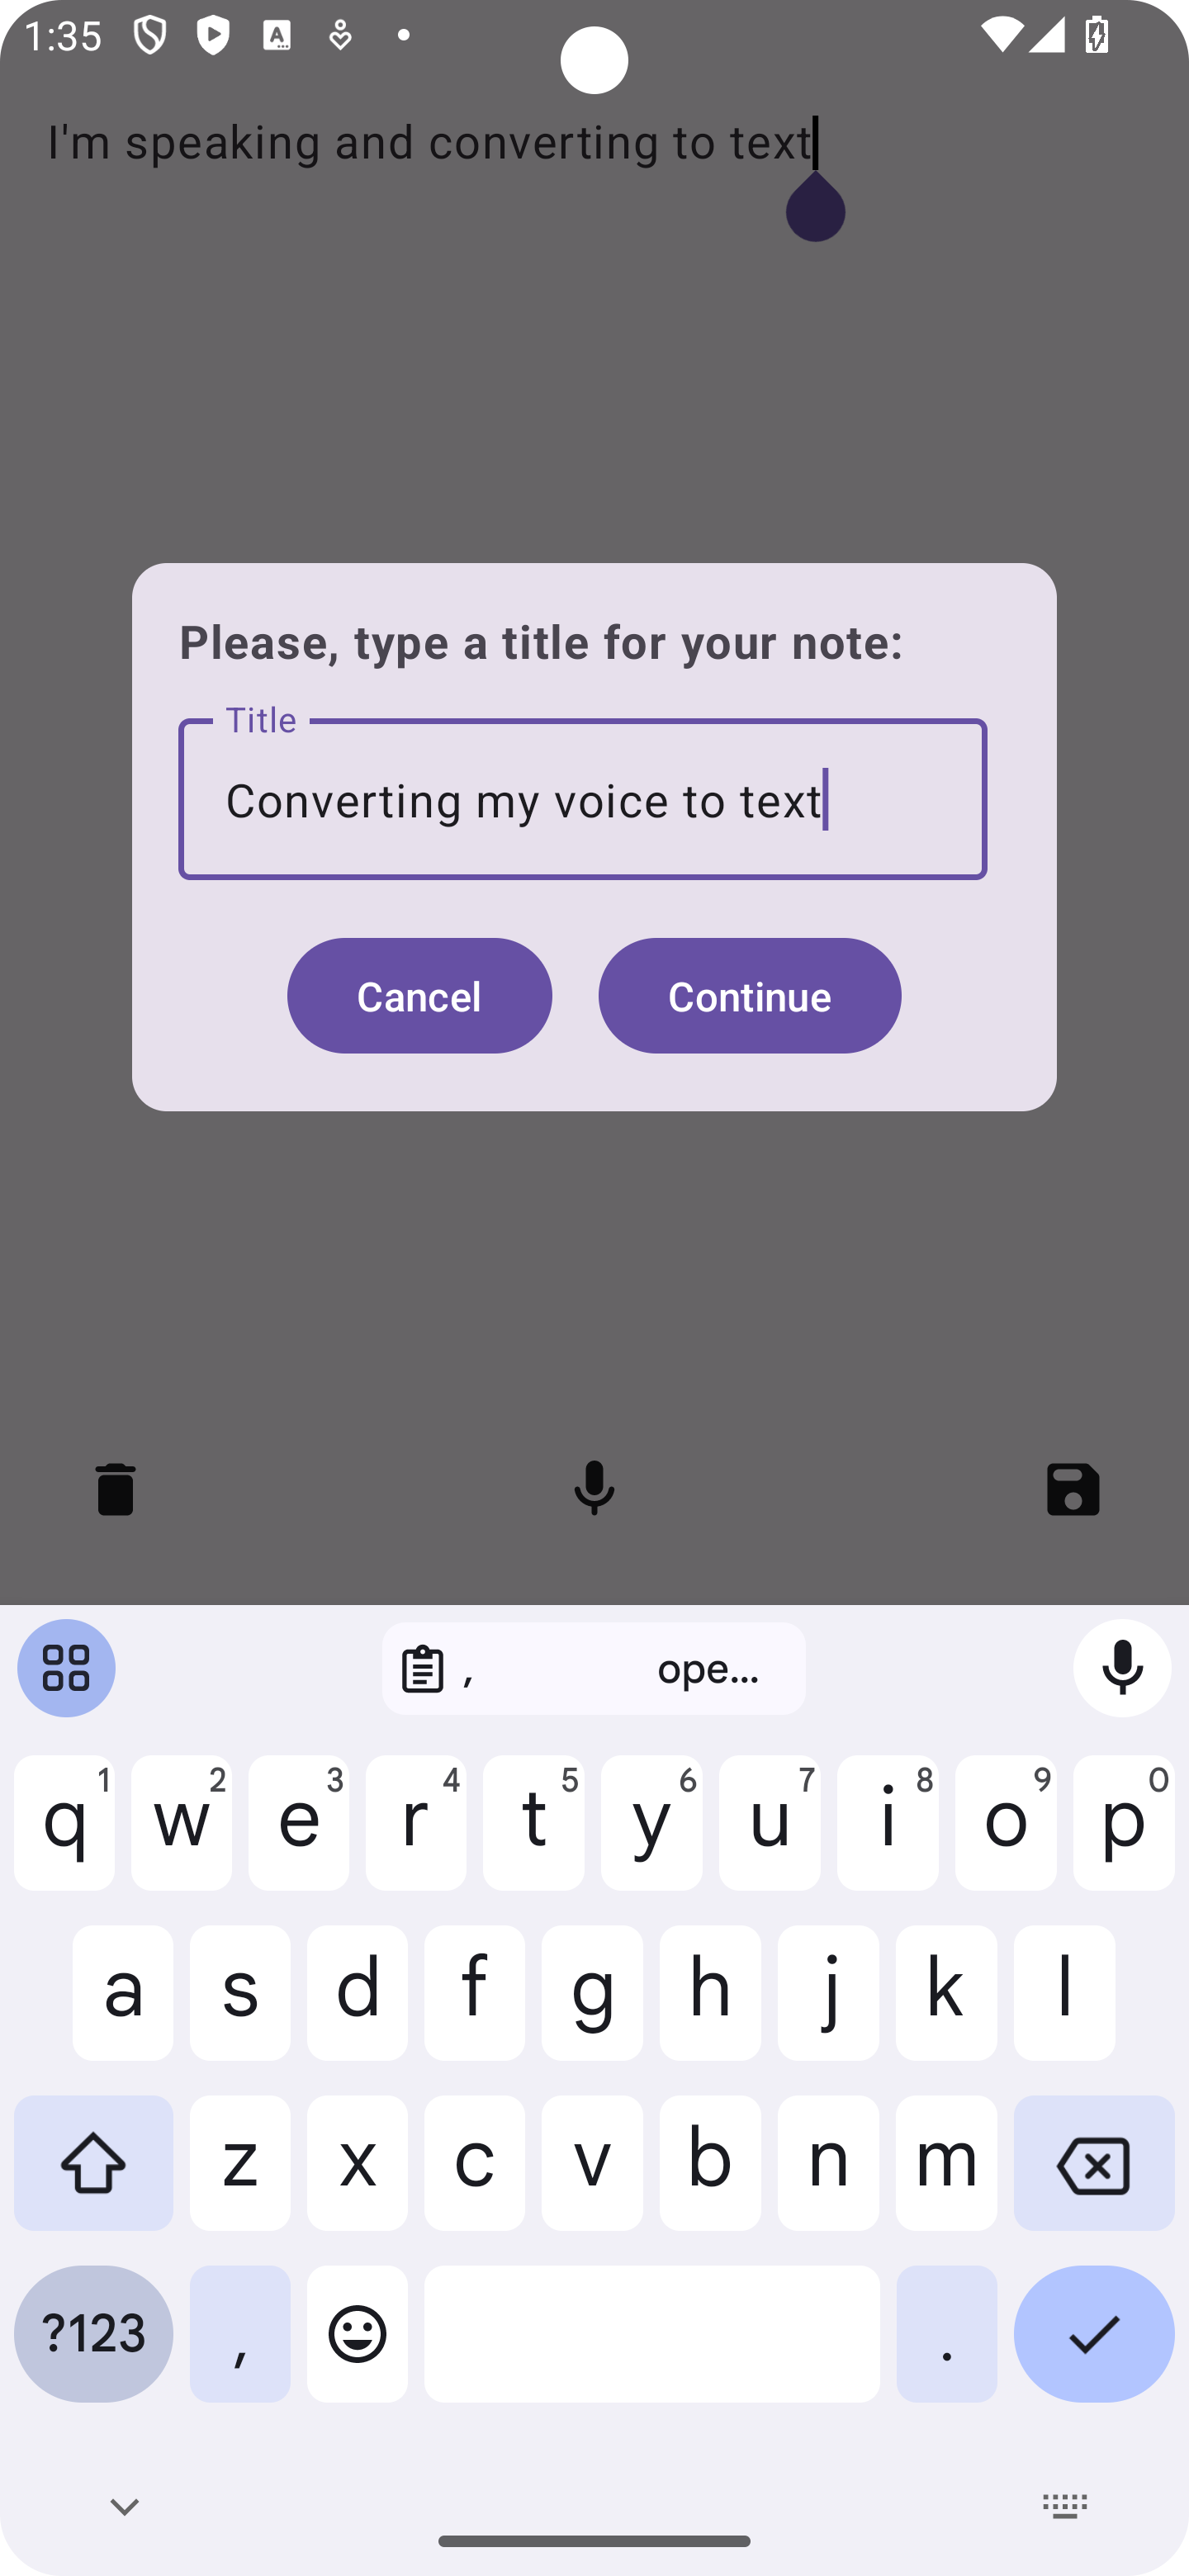 1:35
I'm speaking and converting to text
Please, type a title for your note:
Title
Converting my voice to text
Cancel Continue
, ope...
q1 w2 e3 r4 t5 y6 u7 i8 o9 p0
a s d f g h j k l
z x c v b n m
?123 , .